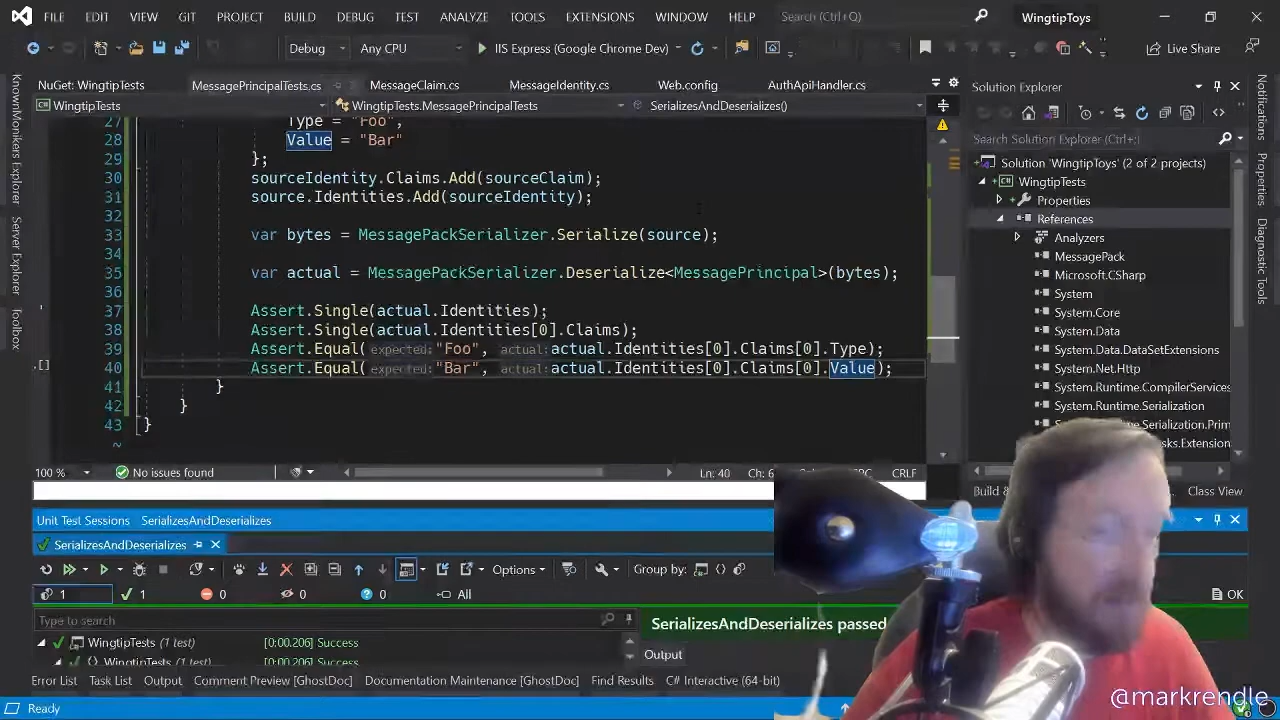 FILE EDIT VIEW GIT PROJECT BUILD DEBUG TEST ANALYZE TOOLS EXTENSIONS WINDOW HELP Search (Ctrl+Q) WingtipToys
Debug Any CPU IIS Express (Google Chrome Dev) Live Share
NuGet: WingtipTests MessagePrincipalTests.cs MessageClaim.cs MessageIdentity.cs Web.config AuthApiHandler.cs
WingtipTests WingtipTests.MessagePrincipalTests SerializesAndDeserializes()
27 Type = "Foo",
28 Value = "Bar"
29 };
30 sourceIdentity.Claims.Add(sourceClaim);
31 source.Identities.Add(sourceIdentity);
32
33 var bytes = MessagePackSerializer.Serialize(source);
34
35 var actual = MessagePackSerializer.Deserialize<MessagePrincipal>(bytes);
36
37 Assert.Single(actual.Identities);
38 Assert.Single(actual.Identities[0].Claims);
39 Assert.Equal(expected: "Foo", actual: actual.Identities[0].Claims[0].Type);
40 Assert.Equal(expected: "Bar", actual: actual.Identities[0].Claims[0].Value);
41 }
42 }
43 }
~
100 % No issues found Ln: 40 CRLF
KnownMonikers Explorer
Server Explorer
Toolbox
Solution Explorer
Search Solution Explorer (Ctrl+;)
Solution 'WingtipToys' (2 of 2 projects)
WingtipTests
Properties
References
Analyzers
MessagePack
Microsoft.CSharp
System
System.Core
System.Data
System.Data.DataSetExtensions
System.Net.Http
System.Runtime.CompilerServices
System.Runtime.Serialization
Class View
Notifications
Diagnostic Tools
Unit Test Sessions SerializesAndDeserializes
SerializesAndDeserializes
Options Group by:
1 1 0 0 0 All OK
Type to search
WingtipTests (1 test) [0:00.206] Success
WingtipTests (1 test) [0:00.206] Success
SerializesAndDeserializes passed
Output
Error List Task List Output Comment Preview [GhostDoc] Documentation Maintenance [GhostDoc] Find Results C# Interactive (64-bit)
Ready
@markrendle